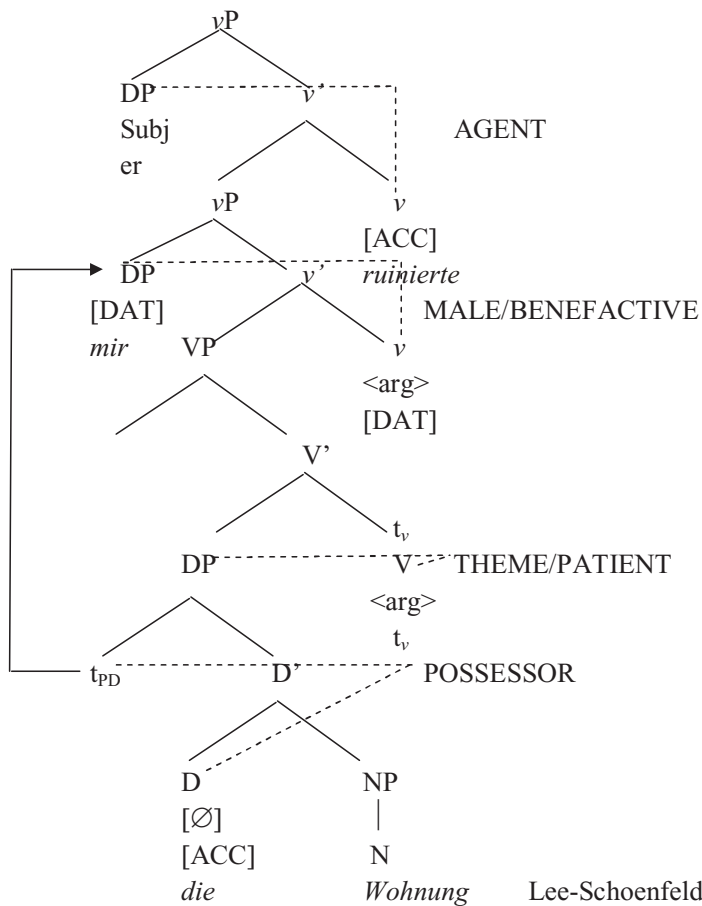 vP
DP v'
Subj AGENT
er
vP v
[ACC]
DP v' ruinierte
[DAT] MALE/BENEFACTIVE
mir VP v
<arg>
[DAT]
V’
tv
DP V THEME/PATIENT
<arg>
tv
tPD D’ POSSESSOR
D NP
[∅]
[ACC] N
die Wohnung Lee-Schoenfeld